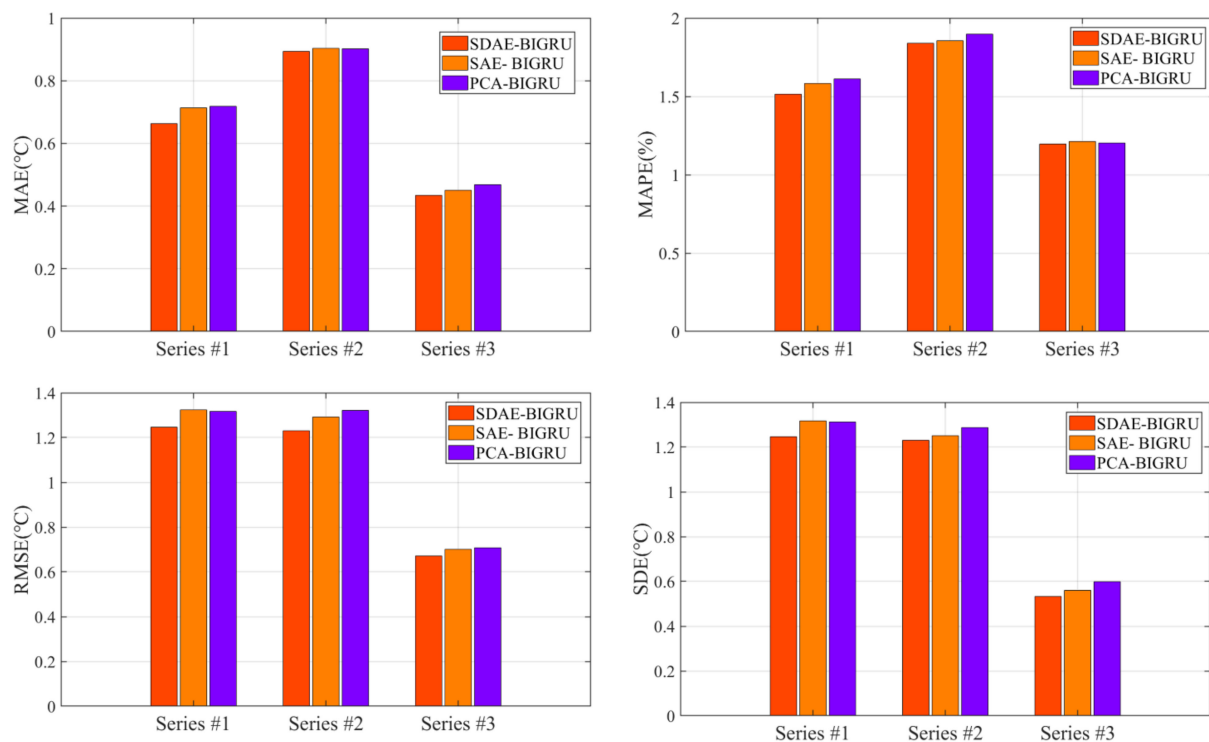 MAE(℃)
1
0.8
0.6
0.4
0.2
0
SDAE-BIGRU
SAE- BIGRU
PCA-BIGRU
Series #1 Series #2 Series #3
MAPE(%)
2
1.5
1
0.5
0
SDAE-BIGRU
SAE- BIGRU
PCA-BIGRU
Series #1 Series #2 Series #3
RMSE(℃)
1.4
1.2
1
0.8
0.6
0.4
0.2
0
SDAE-BIGRU
SAE- BIGRU
PCA-BIGRU
Series #1 Series #2 Series #3
SDE(℃)
1.4
1.2
1
0.8
0.6
0.4
0.2
0
SDAE-BIGRU
SAE- BIGRU
PCA-BIGRU
Series #1 Series #2 Series #3